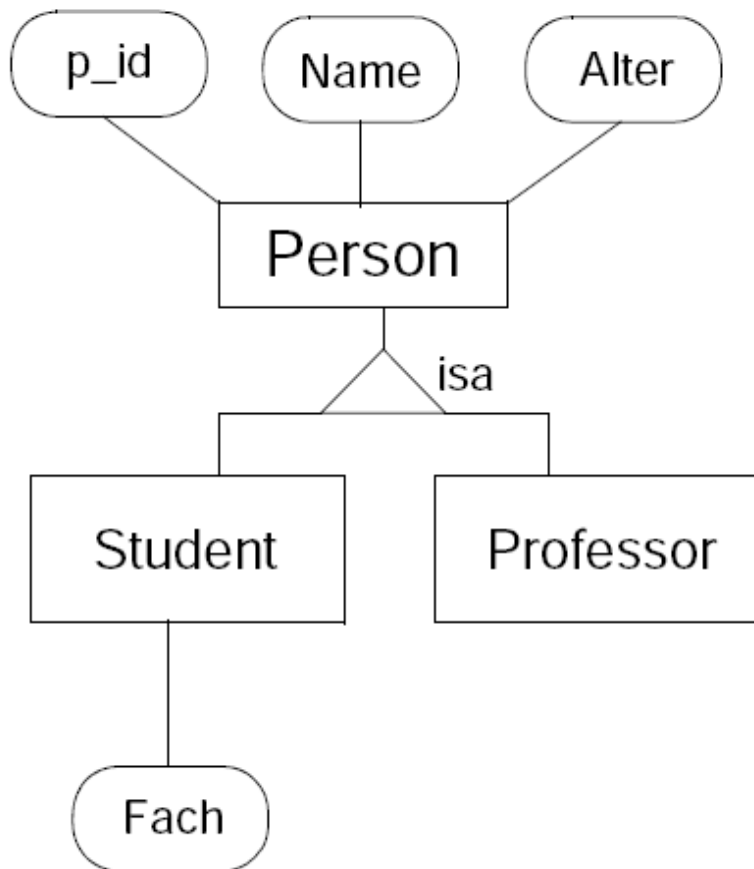 p_id
Name
Alter
Person
isa
Student
Professor
Fach